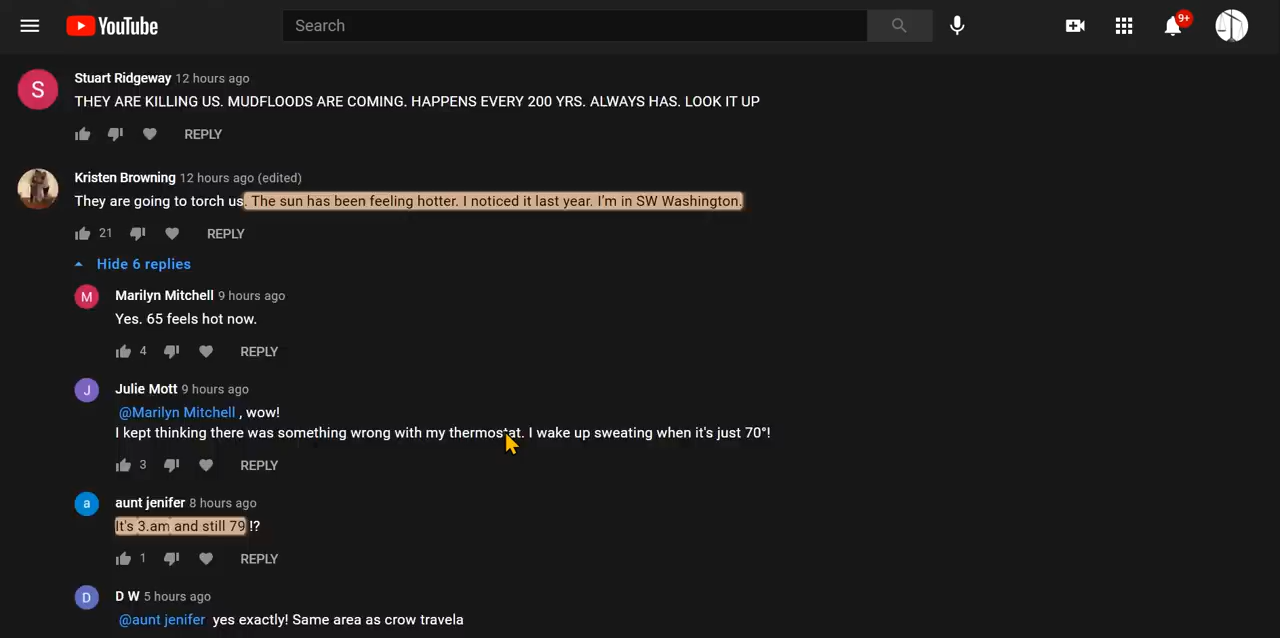 YouTube
Search
9+
S
Stuart Ridgeway 12 hours ago
THEY ARE KILLING US. MUDFLOODS ARE COMING. HAPPENS EVERY 200 YRS. ALWAYS HAS. LOOK IT UP
REPLY
Kristen Browning 12 hours ago (edited)
They are going to torch us. The sun has been feeling hotter. I noticed it last year. I'm in SW Washington.
21 REPLY
Hide 6 replies
M
Marilyn Mitchell 9 hours ago
Yes. 65 feels hot now.
4 REPLY
J
Julie Mott 9 hours ago
@Marilyn Mitchell , wow!
I kept thinking there was something wrong with my thermostat. I wake up sweating when it's just 70°!
3 REPLY
a
aunt jenifer 8 hours ago
It's 3.am and still 79 !?
1 REPLY
D
D W 5 hours ago
@aunt jenifer yes exactly! Same area as crow travela